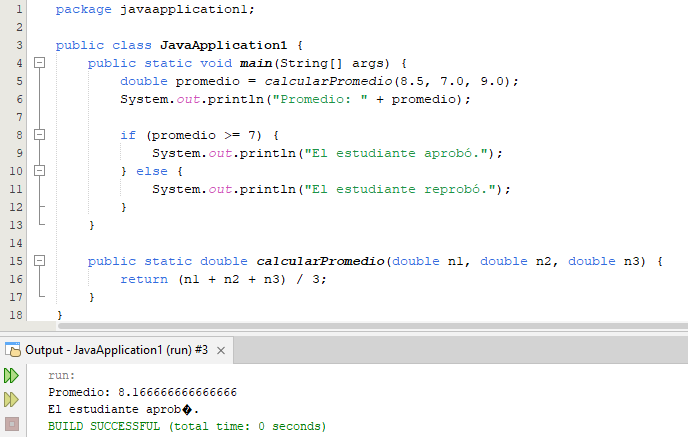 1 package javaapplication1;
2
3 public class JavaApplication1 {
4 public static void main(String[] args) {
5 double promedio = calcularPromedio(8.5, 7.0, 9.0);
6 System.out.println("Promedio: " + promedio);
7
8 if (promedio >= 7) {
9 System.out.println("El estudiante aprobó.");
10 } else {
11 System.out.println("El estudiante reprobó.");
12 }
13 }
14
15 public static double calcularPromedio(double n1, double n2, double n3) {
16 return (n1 + n2 + n3) / 3;
17 }
18 }
Output - JavaApplication1 (run) #3 ×
run:
Promedio: 8.166666666666666
El estudiante aprob�.
BUILD SUCCESSFUL (total time: 0 seconds)